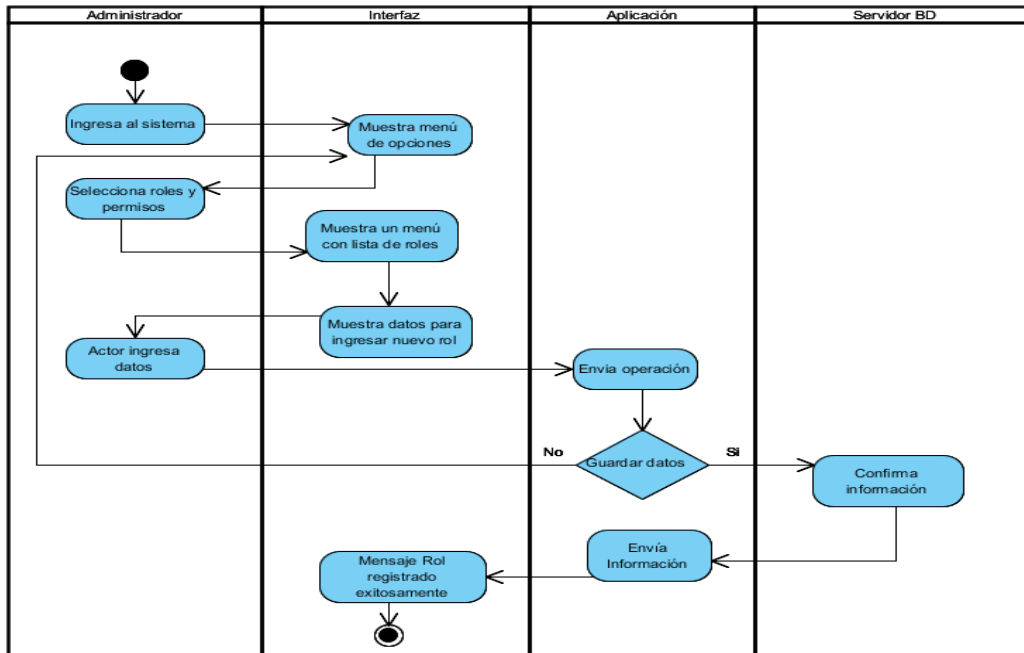 Administrador
Interfaz
Aplicación
Servidor BD
Ingresa al sistema
Muestra menú
de opciones
Selecciona roles y
permisos
Muestra un menú
con lista de roles
Muestra datos para
ingresar nuevo rol
Actor ingresa
datos
Envia operación
No
Guardar datos
Si
Confirma
información
Envía
Información
Mensaje Rol
registrado
exitosamente